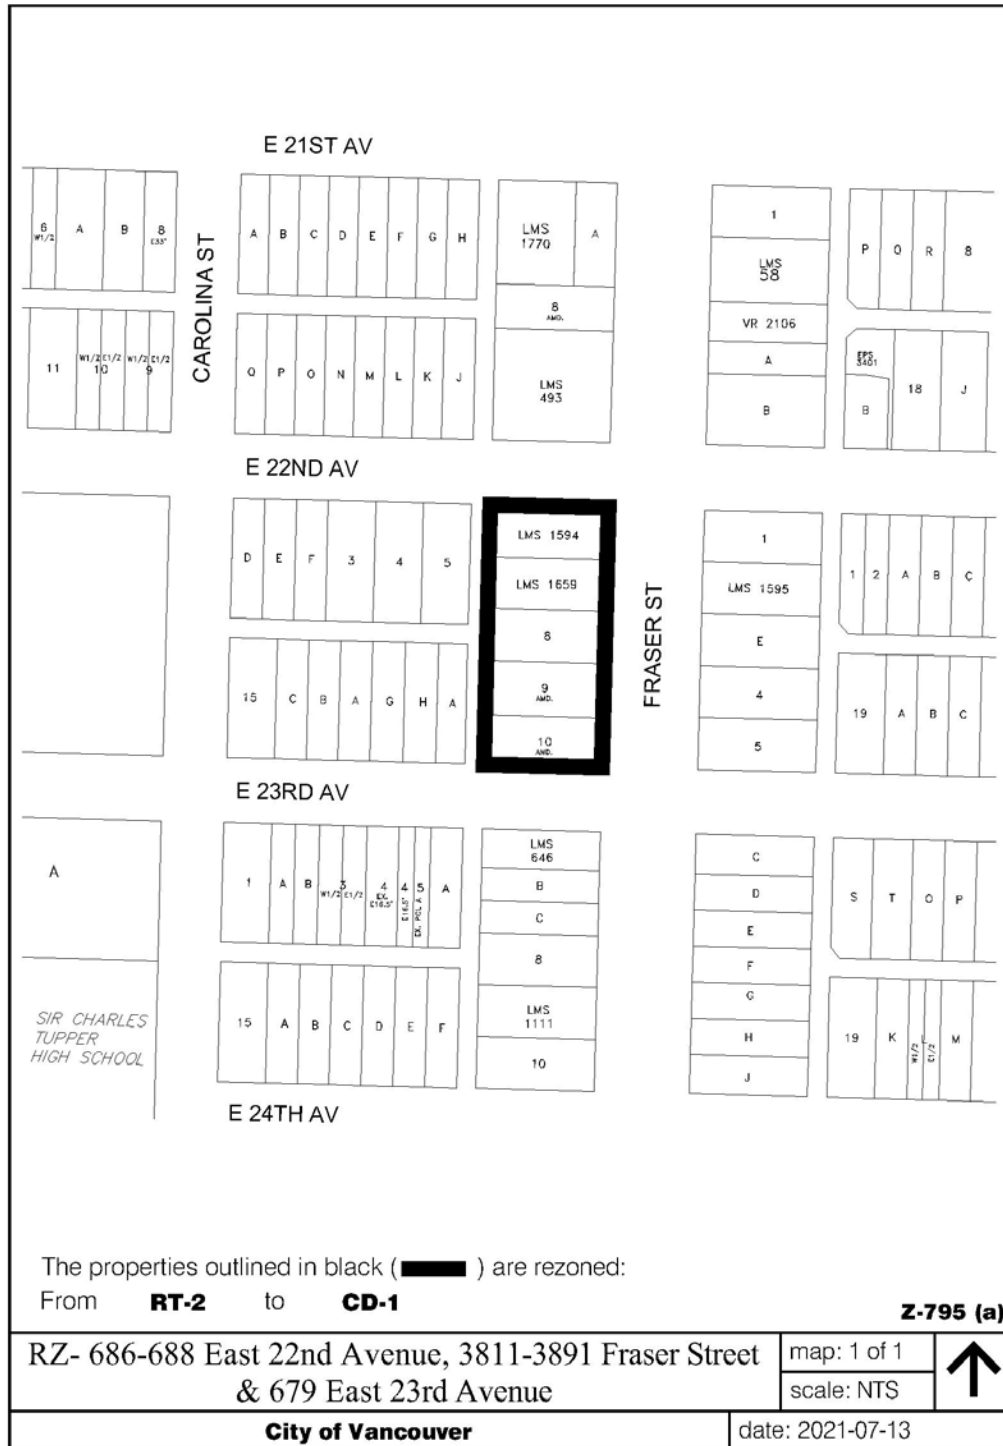 E 21ST AV
6 A B 8
W1/2 E33'
A B C D E F G H
LMS
1770
A
8
AMD.
LMS
493
1
LMS
58
VR 2106
A
B
P Q R 8
CAROLINA ST
11 W1/2 E1/2 W1/2 E1/2
10 9
Q P O N M L K J
EPS
3401
B
18 J
E 22ND AV
D E F 3 4 5
LMS 1594
LMS 1659
8
9
AMD.
10
AMD.
FRASER ST
1
LMS 1595
E
4
5
1 2 A B C
15 C B A G H A
19 A B C
E 23RD AV
A
1 A B 3 4 4 5 A
W1/2 E1/2 EX. E16.5' E16.5' EX. PCL A
LMS
646
B
C
8
LMS
1111
10
C
D
E
F
G
H
J
S T O P
SIR CHARLES
TUPPER
HIGH SCHOOL
15 A B C D E F
19 K L M
W1/2 E1/2
E 24TH AV
The properties outlined in black ( ) are rezoned:
From RT-2 to CD-1
Z-795 (a)
RZ- 686-688 East 22nd Avenue, 3811-3891 Fraser Street
& 679 East 23rd Avenue
map: 1 of 1
scale: NTS
City of Vancouver
date: 2021-07-13